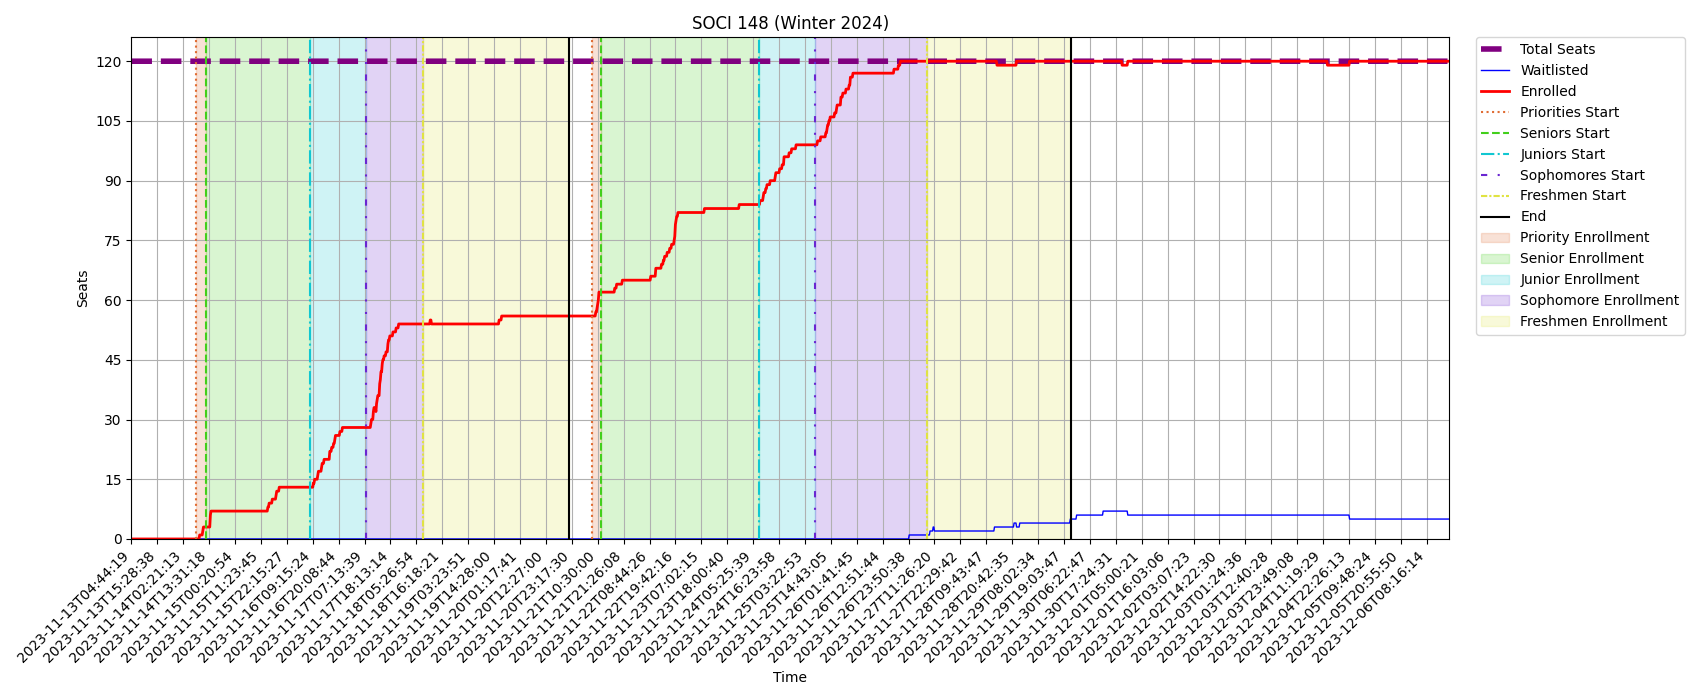 SOCI 148 (Winter 2024)
Seats
120
105
90
75
60
45
30
15
0
2023-11-13T04:44:19
2023-11-13T15:28:38
2023-11-14T02:21:13
2023-11-14T13:31:18
2023-11-15T00:20:54
2023-11-15T11:23:45
2023-11-15T22:15:27
2023-11-16T09:15:24
2023-11-16T20:08:44
2023-11-17T07:13:39
2023-11-17T18:13:14
2023-11-18T05:26:54
2023-11-18T16:18:21
2023-11-19T03:23:51
2023-11-19T14:28:00
2023-11-20T01:17:41
2023-11-20T12:27:00
2023-11-20T23:17:30
2023-11-21T10:30:00
2023-11-21T21:26:08
2023-11-22T08:44:26
2023-11-22T19:42:16
2023-11-23T07:02:15
2023-11-23T18:00:40
2023-11-24T05:25:39
2023-11-24T16:23:58
2023-11-25T03:22:53
2023-11-25T14:43:05
2023-11-26T01:41:45
2023-11-26T12:51:44
2023-11-26T23:50:38
2023-11-27T11:26:20
2023-11-27T22:29:42
2023-11-28T09:43:47
2023-11-28T20:42:35
2023-11-29T08:02:34
2023-11-29T19:03:47
2023-11-30T06:22:47
2023-11-30T17:24:31
2023-12-01T05:00:21
2023-12-01T16:03:06
2023-12-02T03:07:23
2023-12-02T14:22:30
2023-12-03T01:24:36
2023-12-03T12:40:28
2023-12-03T23:49:08
2023-12-04T11:19:29
2023-12-04T22:26:13
2023-12-05T09:48:24
2023-12-05T20:55:50
2023-12-06T08:16:14
Time
Total Seats
Waitlisted
Enrolled
Priorities Start
Seniors Start
Juniors Start
Sophomores Start
Freshmen Start
End
Priority Enrollment
Senior Enrollment
Junior Enrollment
Sophomore Enrollment
Freshmen Enrollment